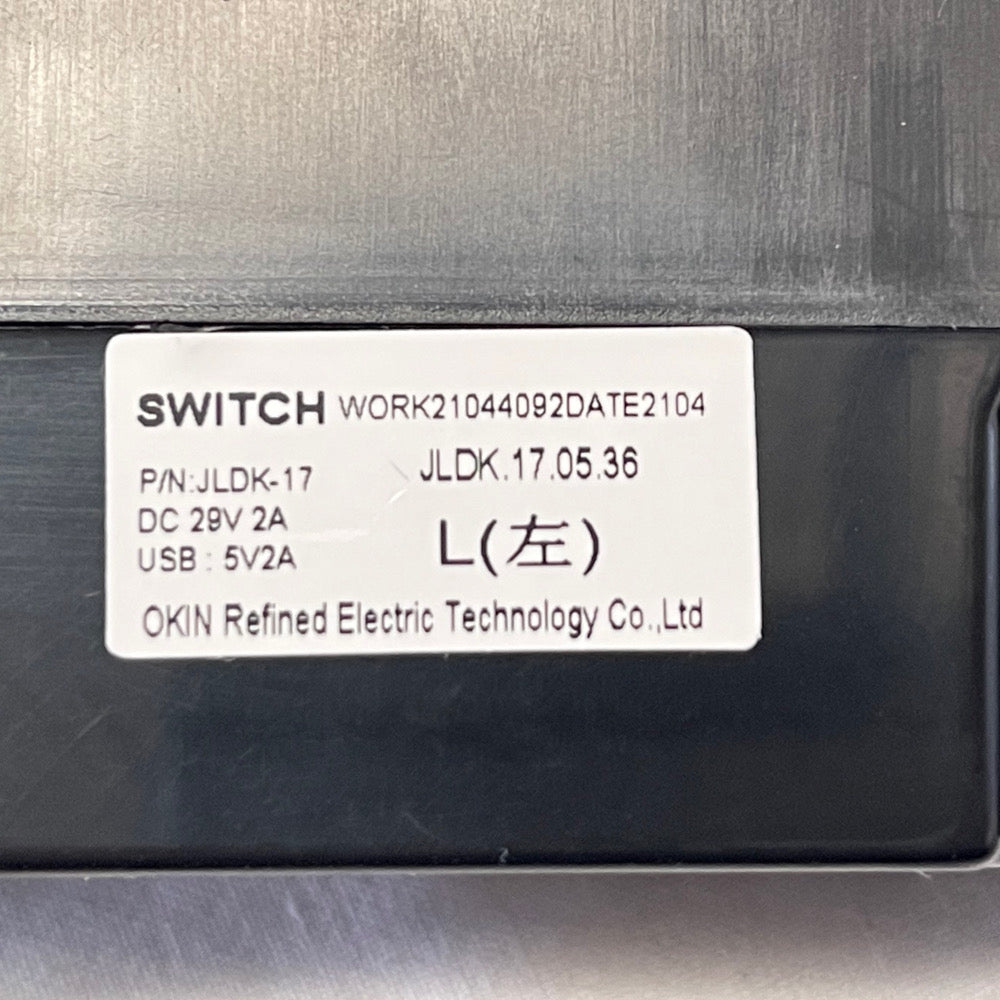 SWITCH WORK21044092DATE2104
P/N:JLDK-17 JLDK.17.05.36
DC 29V 2A
USB : 5V2A L(左)
OKIN Refined Electric Technology Co.,Ltd